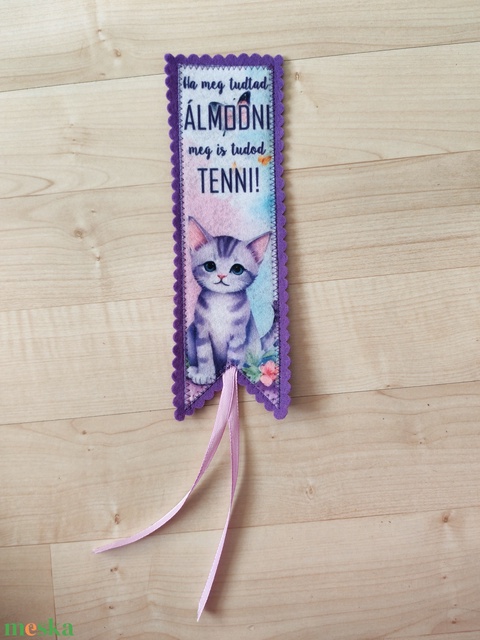 Ha meg tudtad
ÁLMODNI
meg is tudod
TENNI!
meska